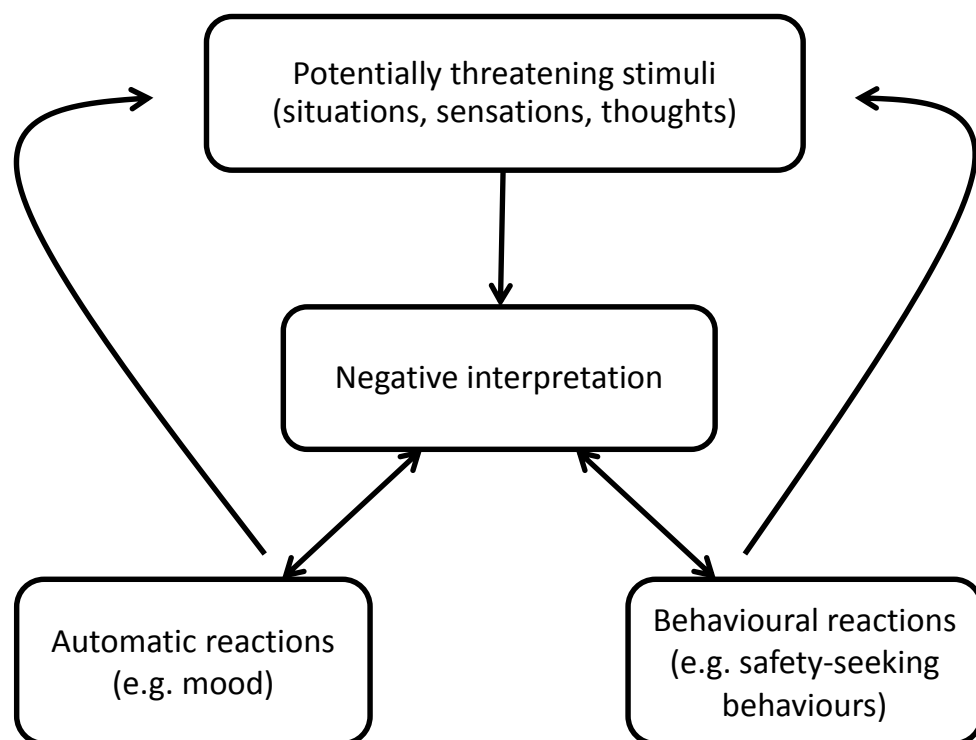 Potentially threatening stimuli
(situations, sensations, thoughts)
Negative interpretation
Automatic reactions
(e.g. mood)
Behavioural reactions
(e.g. safety-seeking
behaviours)